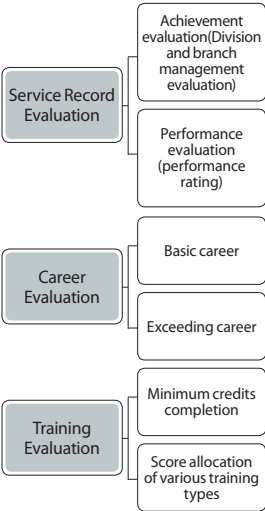 Service Record
Evaluation
Achievement
evaluation(Division
and branch
management
evaluation)
Performance
evaluation
(performance
rating)
Career
Evaluation
Basic career
Exceeding career
Training
Evaluation
Minimum credits
completion
Score allocation
of various training
types